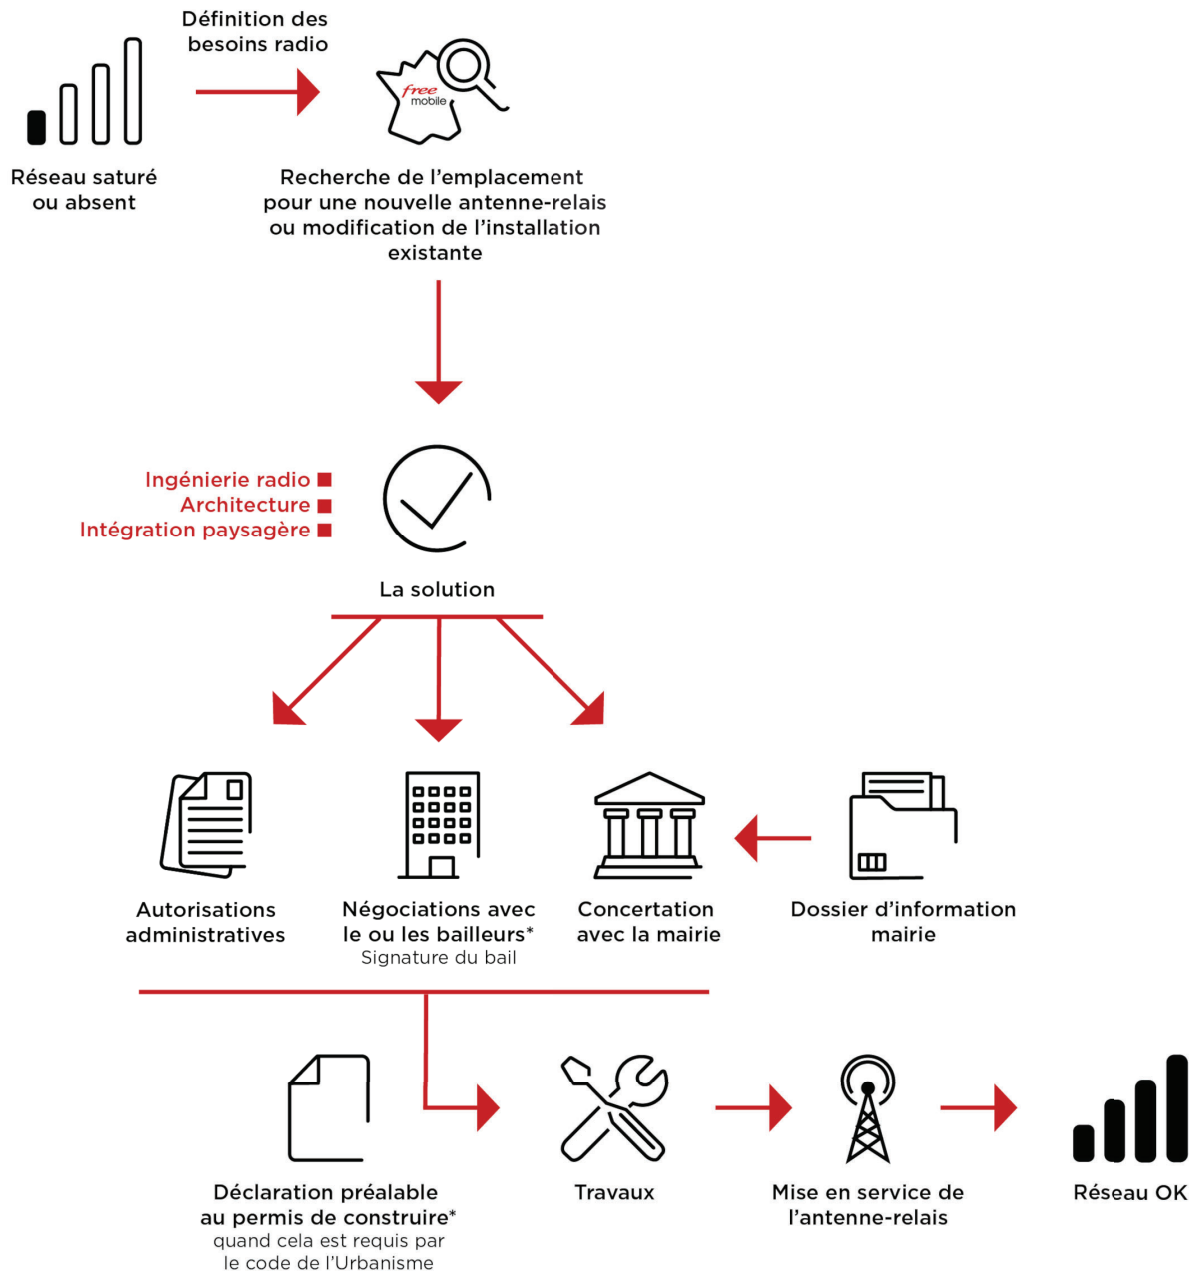 Définition des
besoins radio
free
mobile
Réseau saturé
ou absent
Recherche de l'emplacement
pour une nouvelle antenne-relais
ou modification de l'installation
existante
Ingénierie radio
Architecture
Intégration paysagère
La solution
Autorisations
administratives
Négociations avec
le ou les bailleurs*
Signature du bail
Concertation
avec la mairie
Dossier d'information
mairie
Déclaration préalable
au permis de construire*
quand cela est requis par
le code de l'Urbanisme
Travaux
Mise en service de
l'antenne-relais
Réseau OK